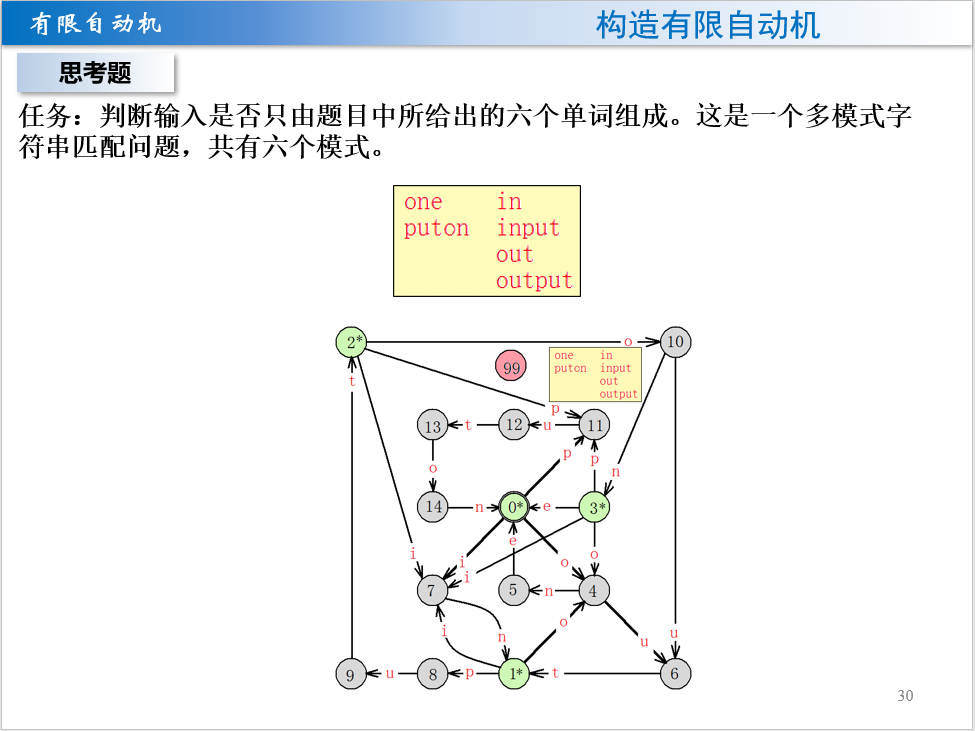 有限自动机
构造有限自动机
思考题
任务：判断输入是否只由题目中所给出的六个单词组成。这是一个多模式字
符串匹配问题，共有六个模式。
one in
puton input
out
output
2* o 10
99
one in
puton input
out
output
t
p
13 t 12 u 11
o
p
p
n
14 n 0* e 3*
e
i
i
i
o
o
7 5 n 4
i
n
o
u
u
9 u 8 p 1* t 6
30